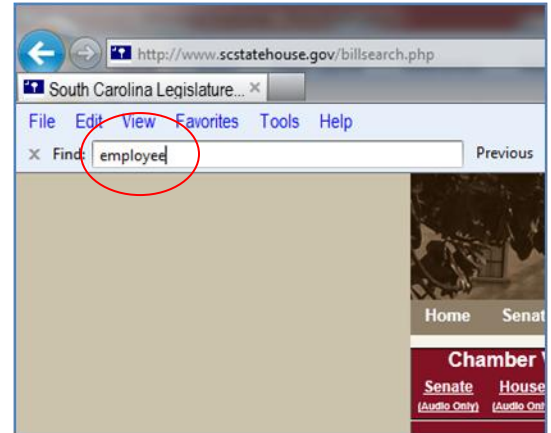 http://www.scstatehouse.gov/billsearch.php
South Carolina Legislature...
File Edit View Favorites Tools Help
Find: employee Previous
Home Senat
Chamber
Senate House
(Audio Only) (Audio Onl